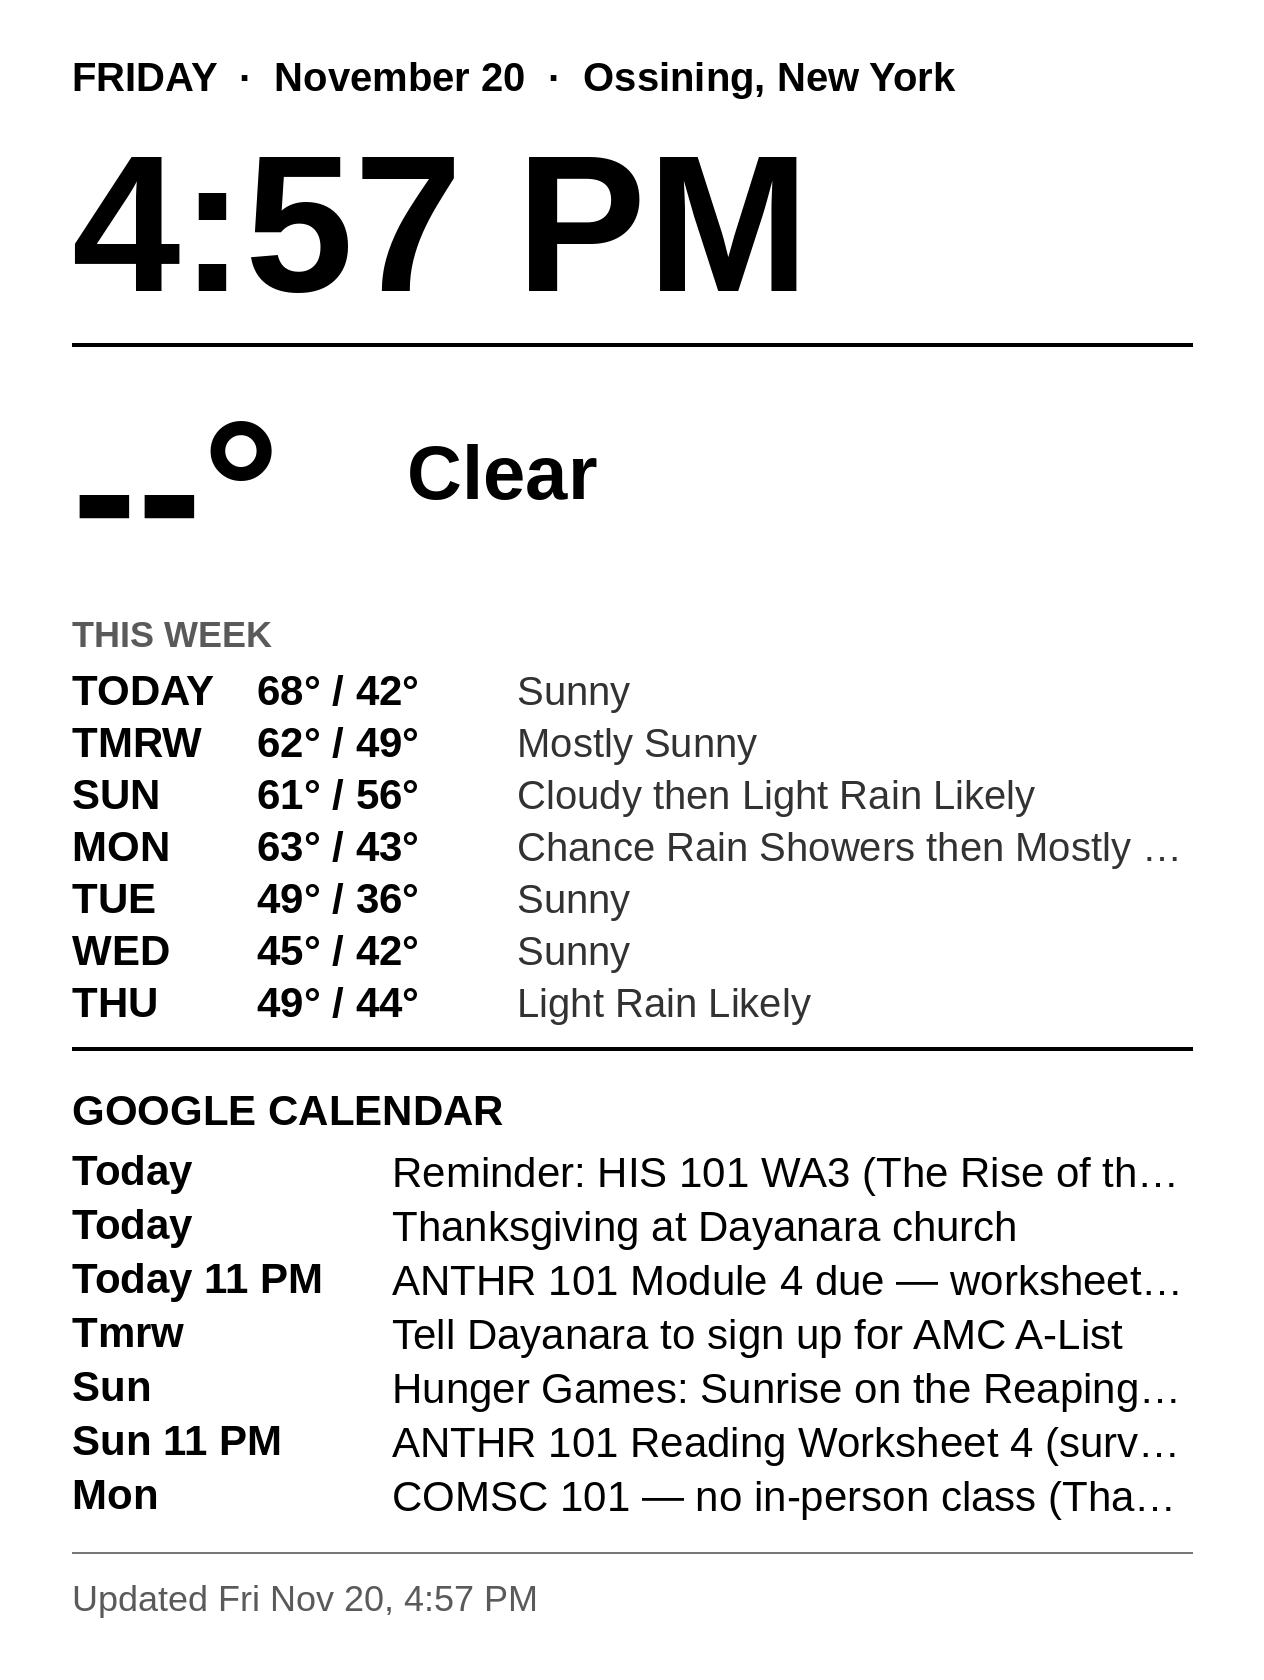 FRIDAY · November 20 · Ossining, New York
4:57 PM
--° Clear
THIS WEEK
TODAY 68° / 42° Sunny
TMRW 62° / 49° Mostly Sunny
SUN 61° / 56° Cloudy then Light Rain Likely
MON 63° / 43° Chance Rain Showers then Mostly …
TUE 49° / 36° Sunny
WED 45° / 42° Sunny
THU 49° / 44° Light Rain Likely
GOOGLE CALENDAR
Today Reminder: HIS 101 WA3 (The Rise of th…
Today Thanksgiving at Dayanara church
Today 11 PM ANTHR 101 Module 4 due — worksheet…
Tmrw Tell Dayanara to sign up for AMC A-List
Sun Hunger Games: Sunrise on the Reaping…
Sun 11 PM ANTHR 101 Reading Worksheet 4 (surv…
Mon COMSC 101 — no in-person class (Tha…
Updated Fri Nov 20, 4:57 PM